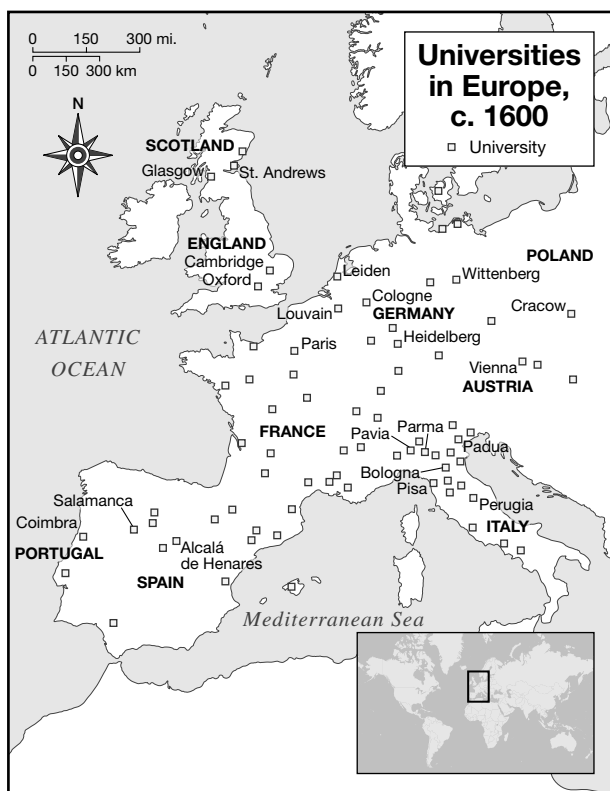 0 150 300 mi.
0 150 300 km
Universities
in Europe,
c. 1600
University
N
SCOTLAND
Glasgow
St. Andrews
ENGLAND
Cambridge
Oxford
POLAND
Leiden
Wittenberg
Cologne
GERMANY
Louvain
Cracow
Heidelberg
Paris
ATLANTIC
OCEAN
Vienna
AUSTRIA
FRANCE
Parma
Pavia
Padua
Bologna
Pisa
Perugia
ITALY
Salamanca
Coimbra
PORTUGAL
Alcalá
de Henares
SPAIN
Mediterranean Sea